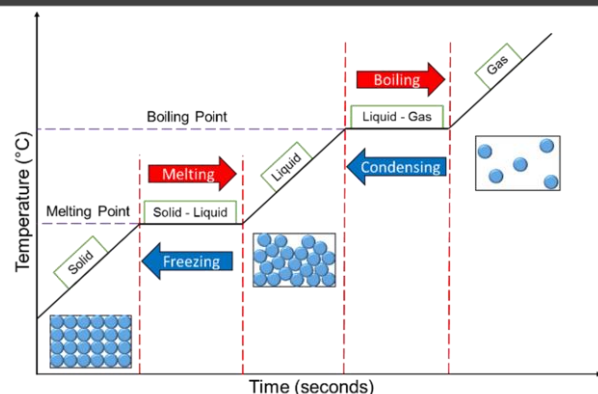 Boiling
Gas
Boiling Point
Liquid - Gas
Condensing
Melting
Liquid
Melting Point
Solid - Liquid
Freezing
Solid
Temperature (°C)
Time (seconds)